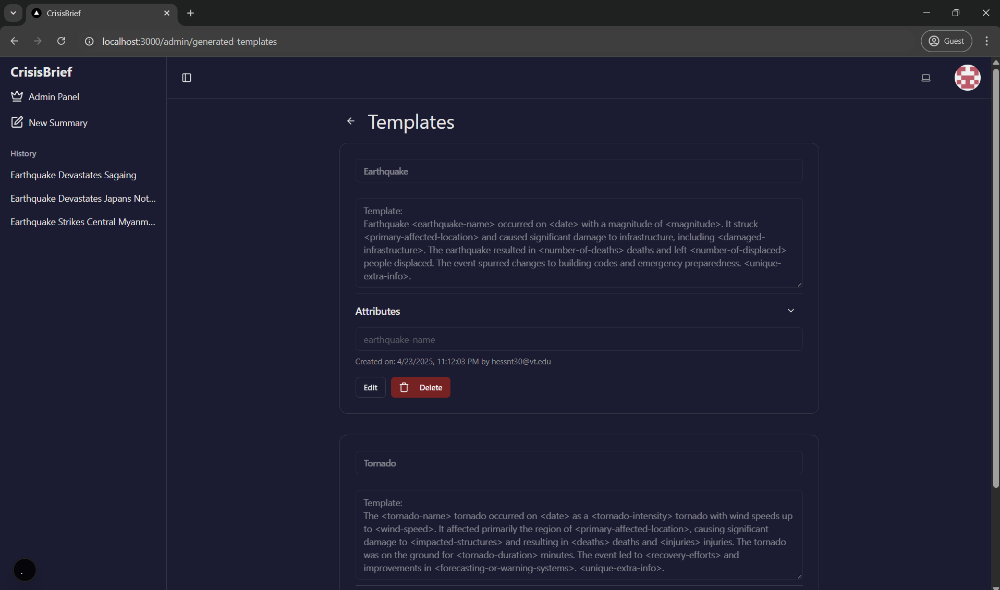 CrisisBrief
localhost:3000/admin/generated-templates
Guest
CrisisBrief
Admin Panel
New Summary
History
Earthquake Devastates Sagaing
Earthquake Devastates Japans Not...
Earthquake Strikes Central Myanm...
Templates
Earthquake
Template:
Earthquake <earthquake-name> occurred on <date> with a magnitude of <magnitude>. It struck
<primary-affected-location> and caused significant damage to infrastructure, including <damaged-
infrastructure>. The earthquake resulted in <number-of-deaths> deaths and left <number-of-displaced>
people displaced. The event spurred changes to building codes and emergency preparedness. <unique-
extra-info>.
Attributes
earthquake-name
Created on: 4/23/2025, 11:12:03 PM by hessnt30@vt.edu
Edit
Delete
Tornado
Template:
The <tornado-name> tornado occurred on <date> as a <tornado-intensity> tornado with wind speeds up
to <wind-speed>. It affected primarily the region of <primary-affected-location>, causing significant
damage to <impacted-structures> and resulting in <deaths> deaths and <injuries> injuries. The tornado
was on the ground for <tornado-duration> minutes. The event led to <recovery-efforts> and
improvements in <forecasting-or-warning-systems>. <unique-extra-info>.